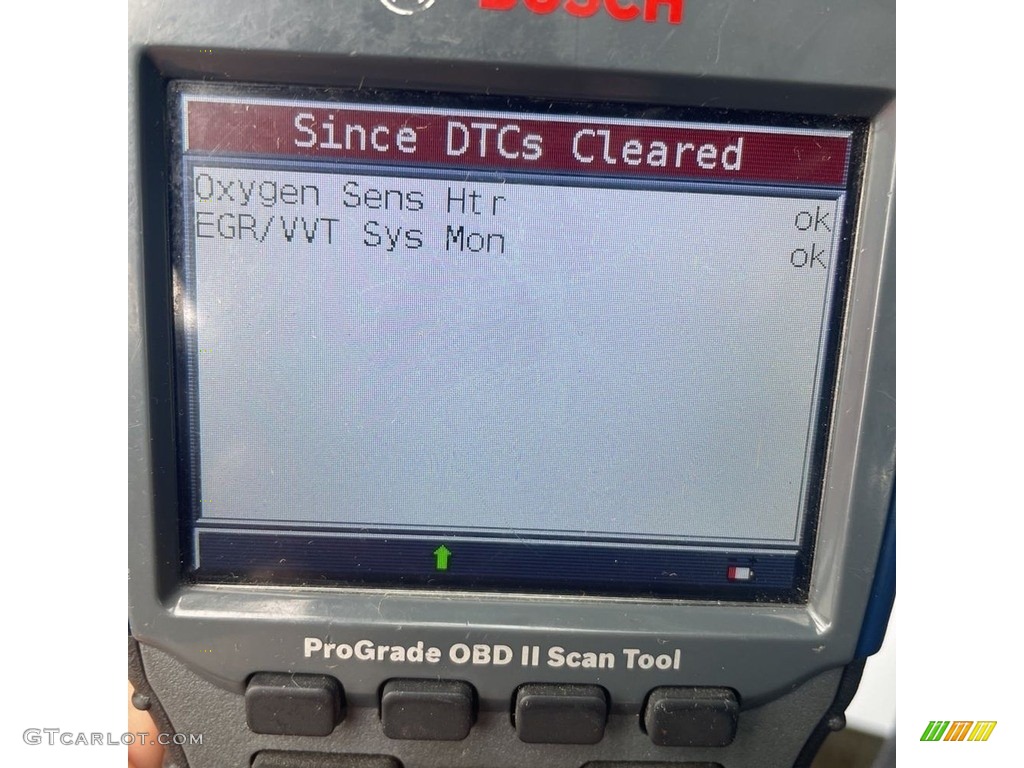 BOSCH
Since DTCs Cleared
Oxygen Sens Htr ok
EGR/VVT Sys Mon ok
ProGrade OBD II Scan Tool
GTCARLOT.COM